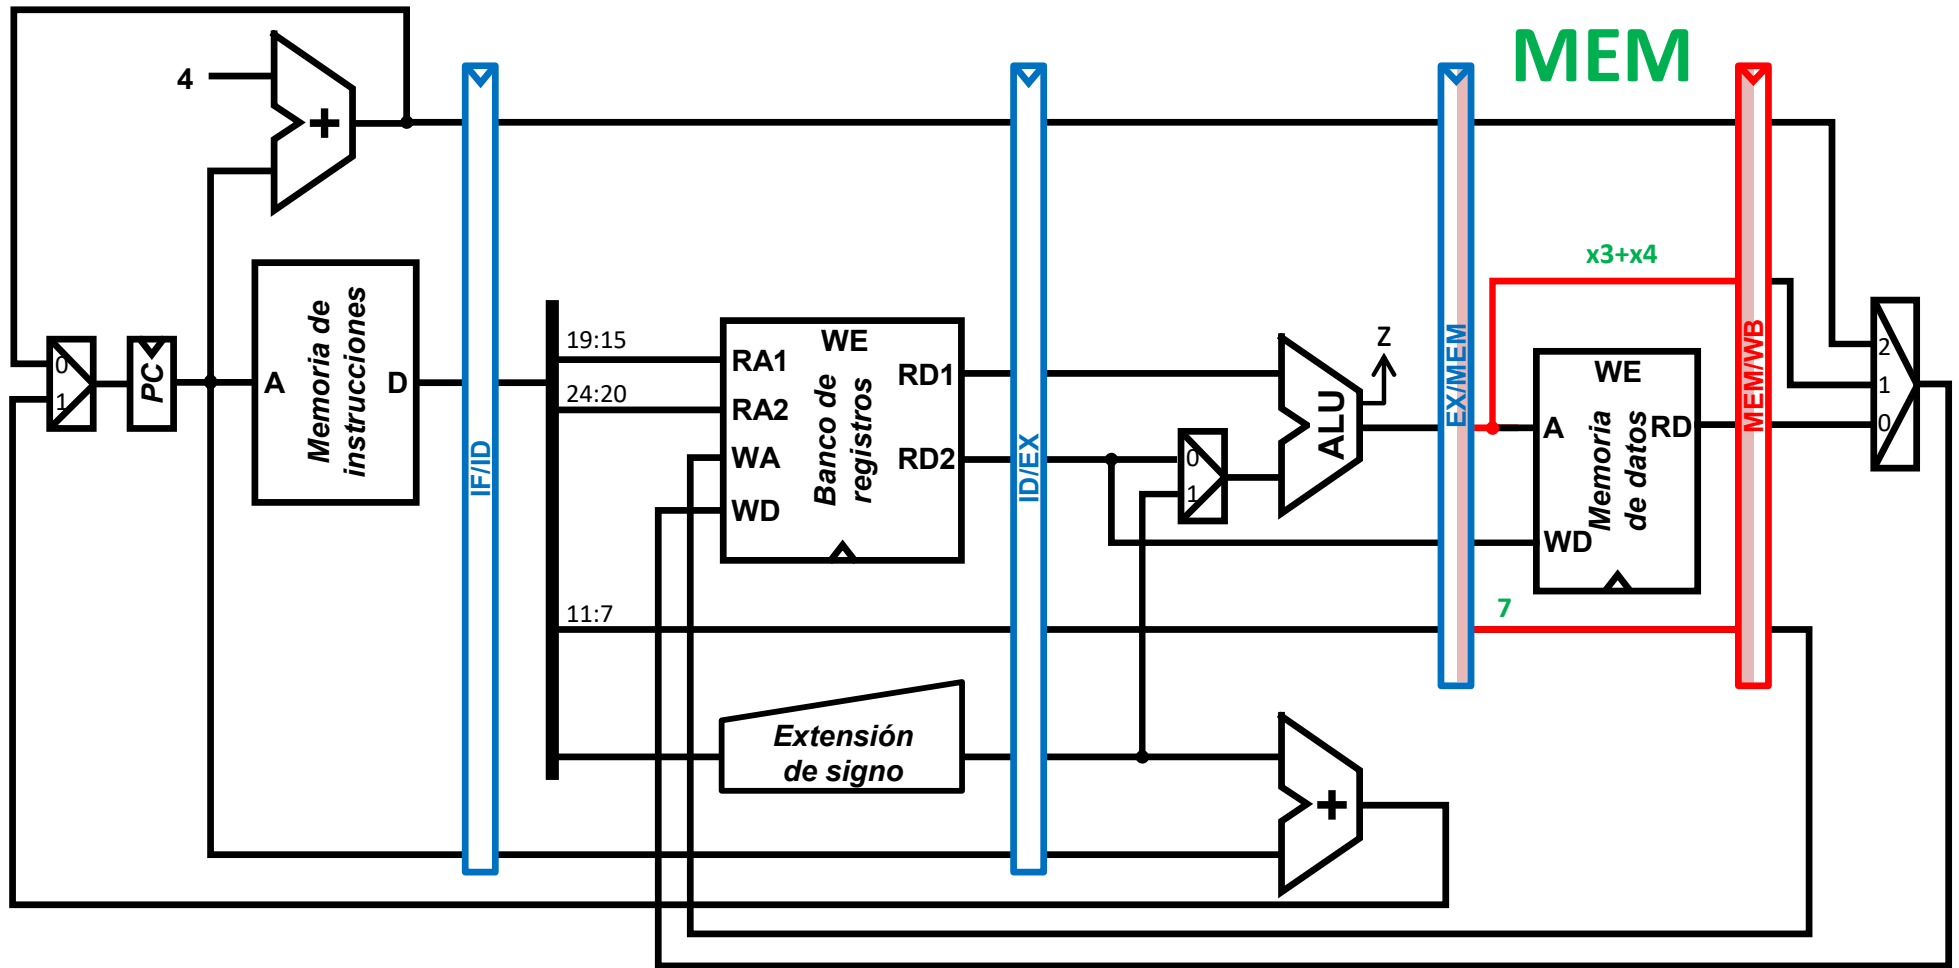 MEM
4
+
x3+x4
Memoria de
instrucciones
A
D
PC
0
1
IF/ID
19:15
24:20
11:7
WE
RA1
RA2
WA
WD
RD1
RD2
Banco de
registros
Extensión
de signo
ID/EX
0
1
ALU
Z
+
EX/MEM
7
WE
A
RD
WD
Memoria
de datos
MEM/WB
2
1
0